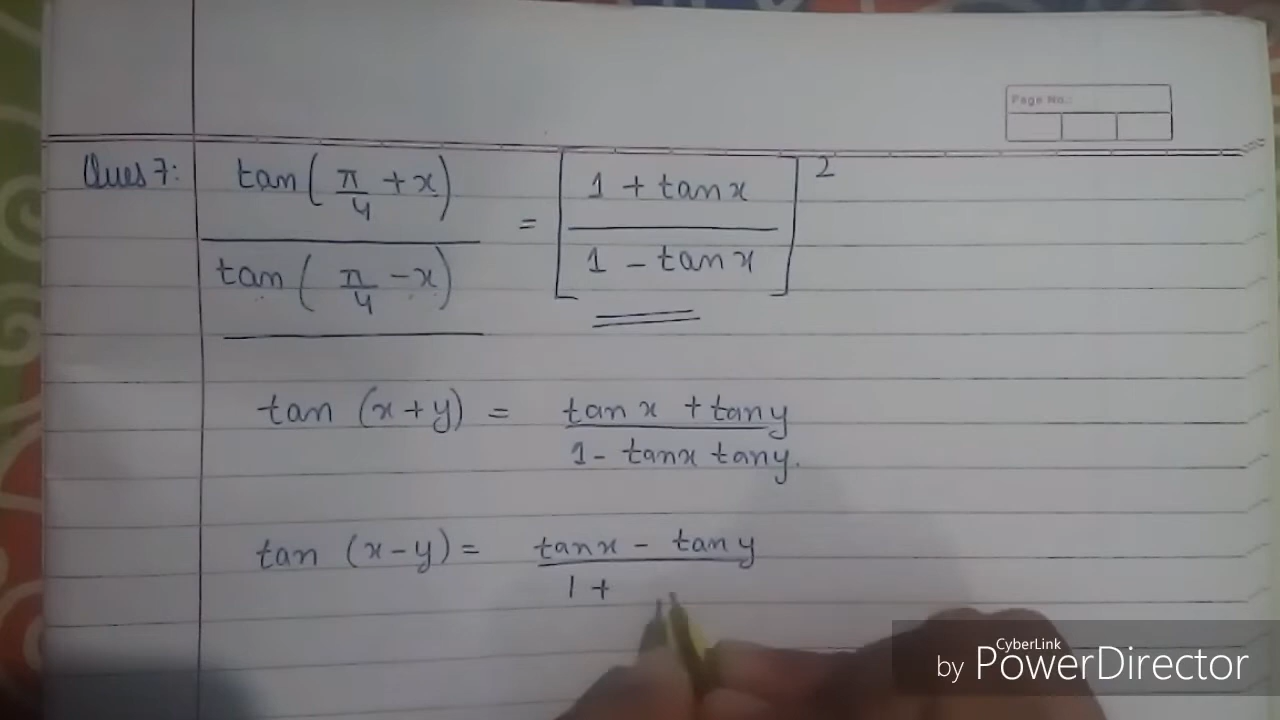 Page No.:
Ques 7: tan(π/4 + x) / tan(π/4 - x) = [1 + tan x / 1 - tan x]²
tan (x+y) = tan x + tan y / 1 - tan x tan y.
tan (x-y) = tan x - tan y / 1 +
CyberLink
by PowerDirector